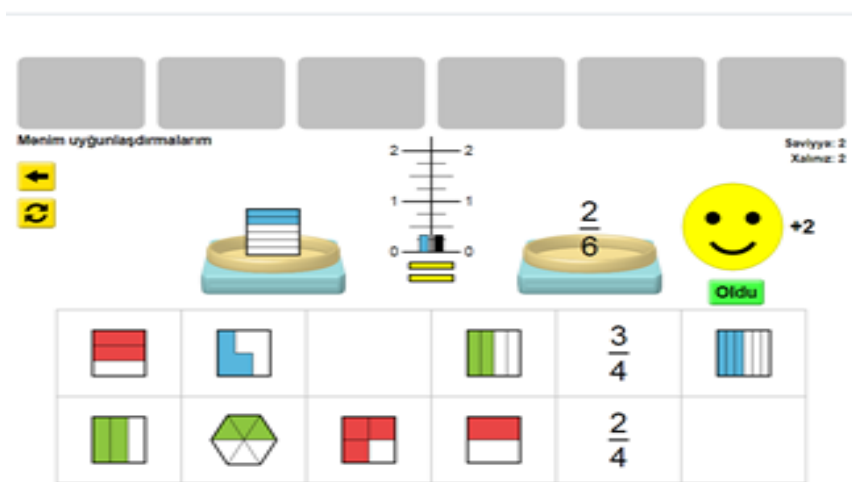 Mənim uyğunlaşdırmalarım
Səviyyə: 2
Xalınız: 2
2 2
1 1
0 0
2/6
+2
Oldu
3/4
2/4